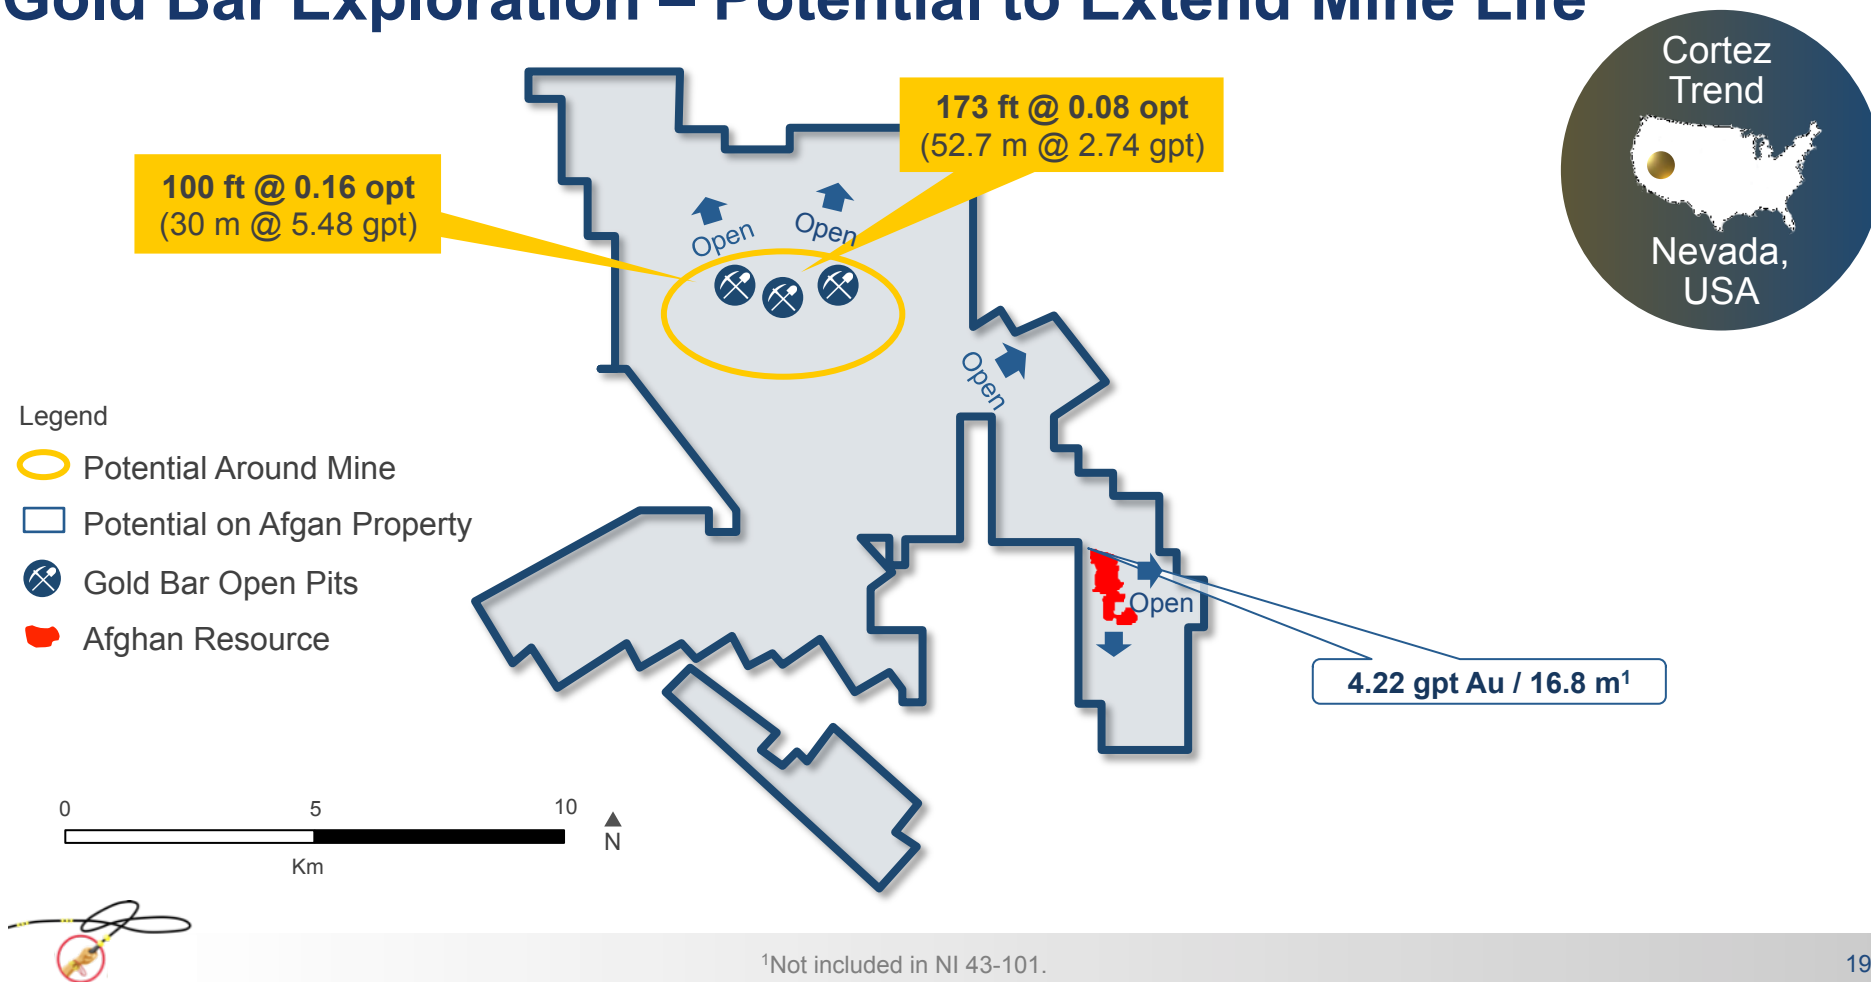 Gold Bar Exploration – Potential to Extend Mine Life
Cortez
Trend
Nevada,
USA
173 ft @ 0.08 opt
(52.7 m @ 2.74 gpt)
100 ft @ 0.16 opt
(30 m @ 5.48 gpt)
Open
Open
Open
Legend
Potential Around Mine
Potential on Afgan Property
Gold Bar Open Pits
Afghan Resource
Open
4.22 gpt Au / 16.8 m¹
0 5 10
Km
N
¹Not included in NI 43-101.
19